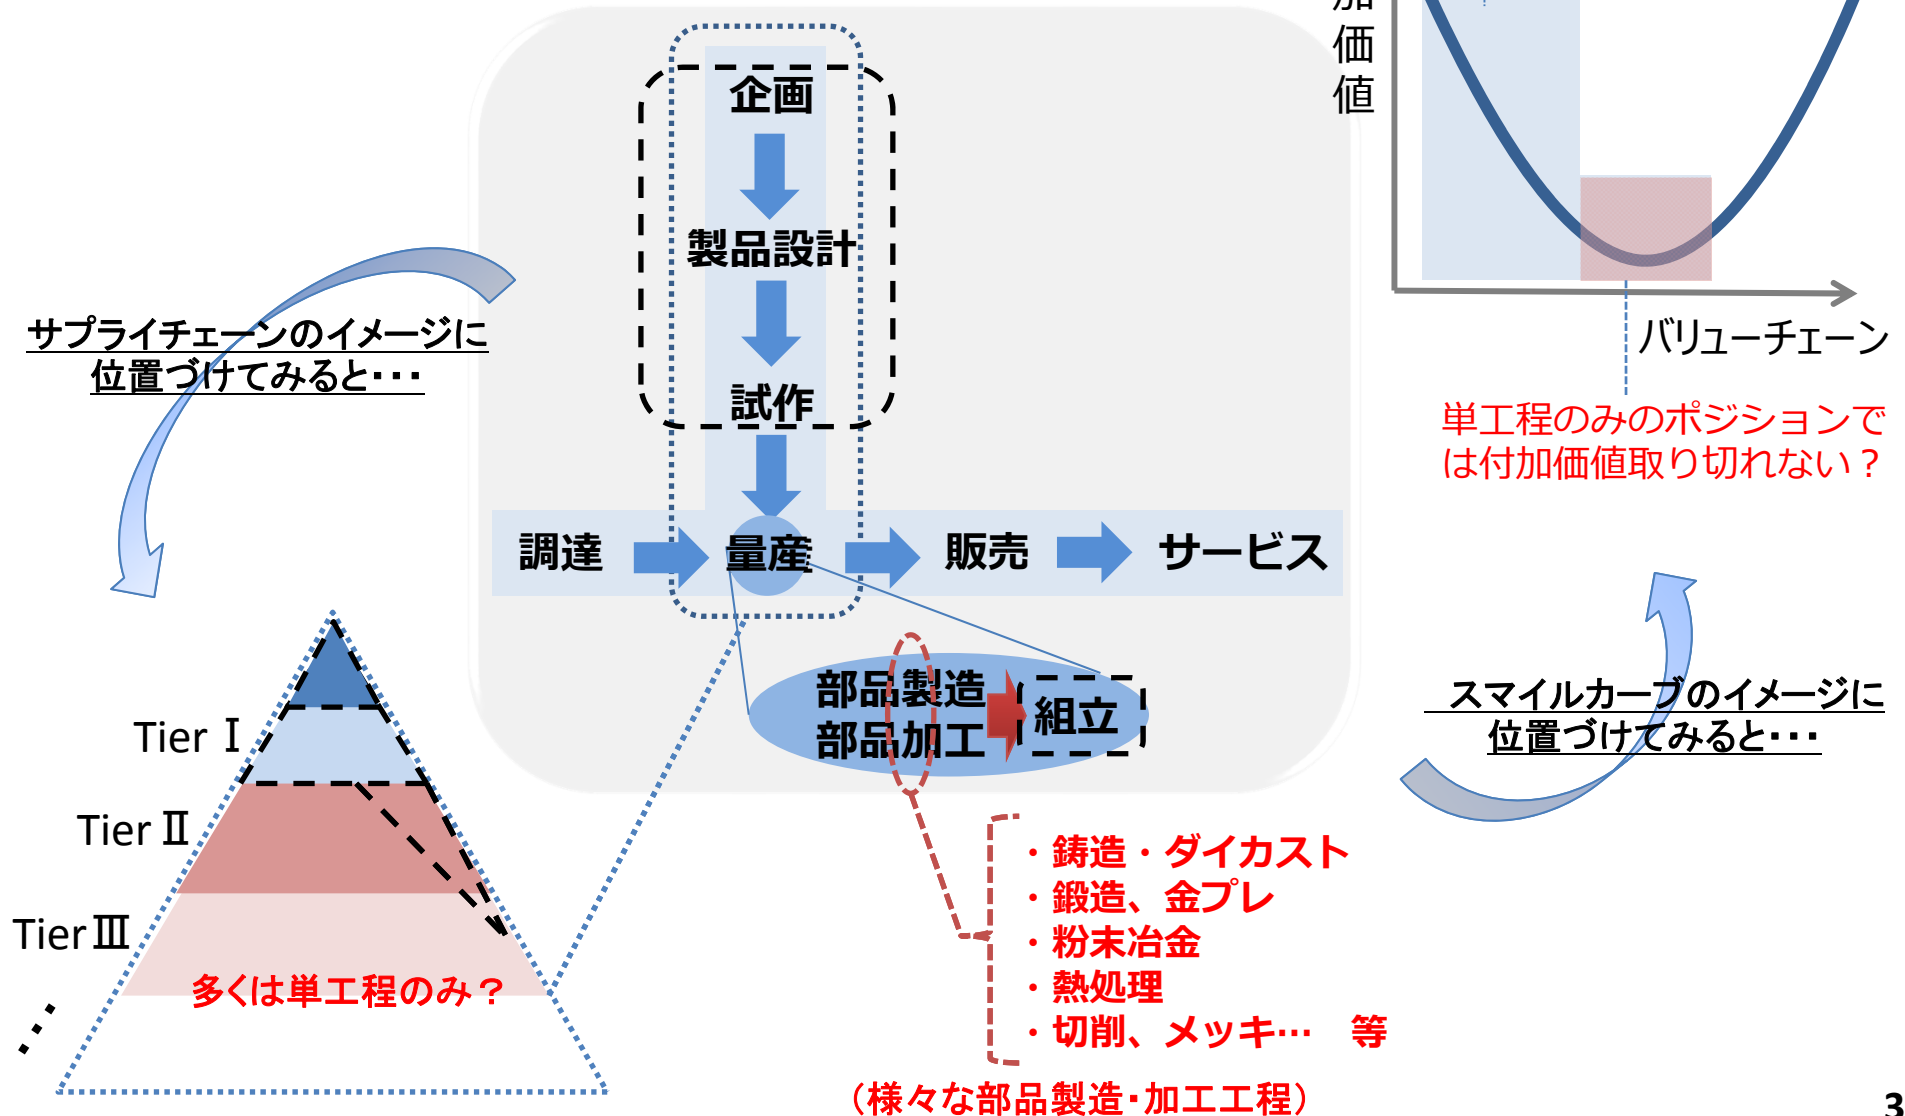 価
値
企画
製品設計
試作
調達
量産
販売
サービス
部品製造
部品加工
組立
サプライチェーンのイメージに
位置づけてみると･･･
バリューチェーン
単工程のみのポジションで
は付加価値取り切れない？
スマイルカーブのイメージに
位置づけてみると･･･
Tier Ⅰ
Tier Ⅱ
Tier Ⅲ
多くは単工程のみ？
・鋳造・ダイカスト
・鍛造、金プレ
・粉末冶金
・熱処理
・切削、メッキ… 等
（様々な部品製造･加工工程）
3